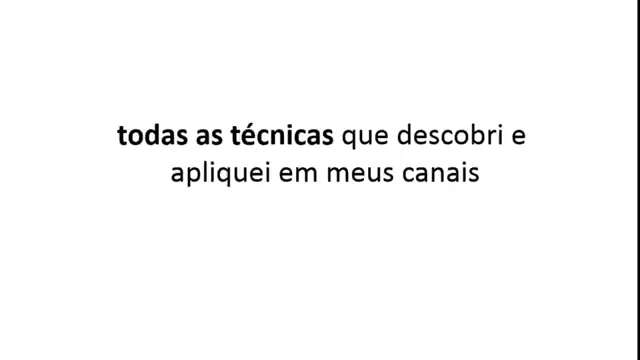 todas as técnicas que descobri e
apliquei em meus canais